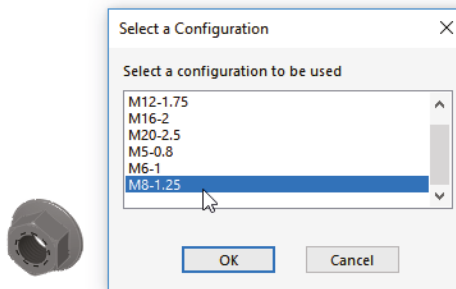 Select a Configuration
Select a configuration to be used
M12-1.75
M16-2
M20-2.5
M5-0.8
M6-1
M8-1.25
OK
Cancel